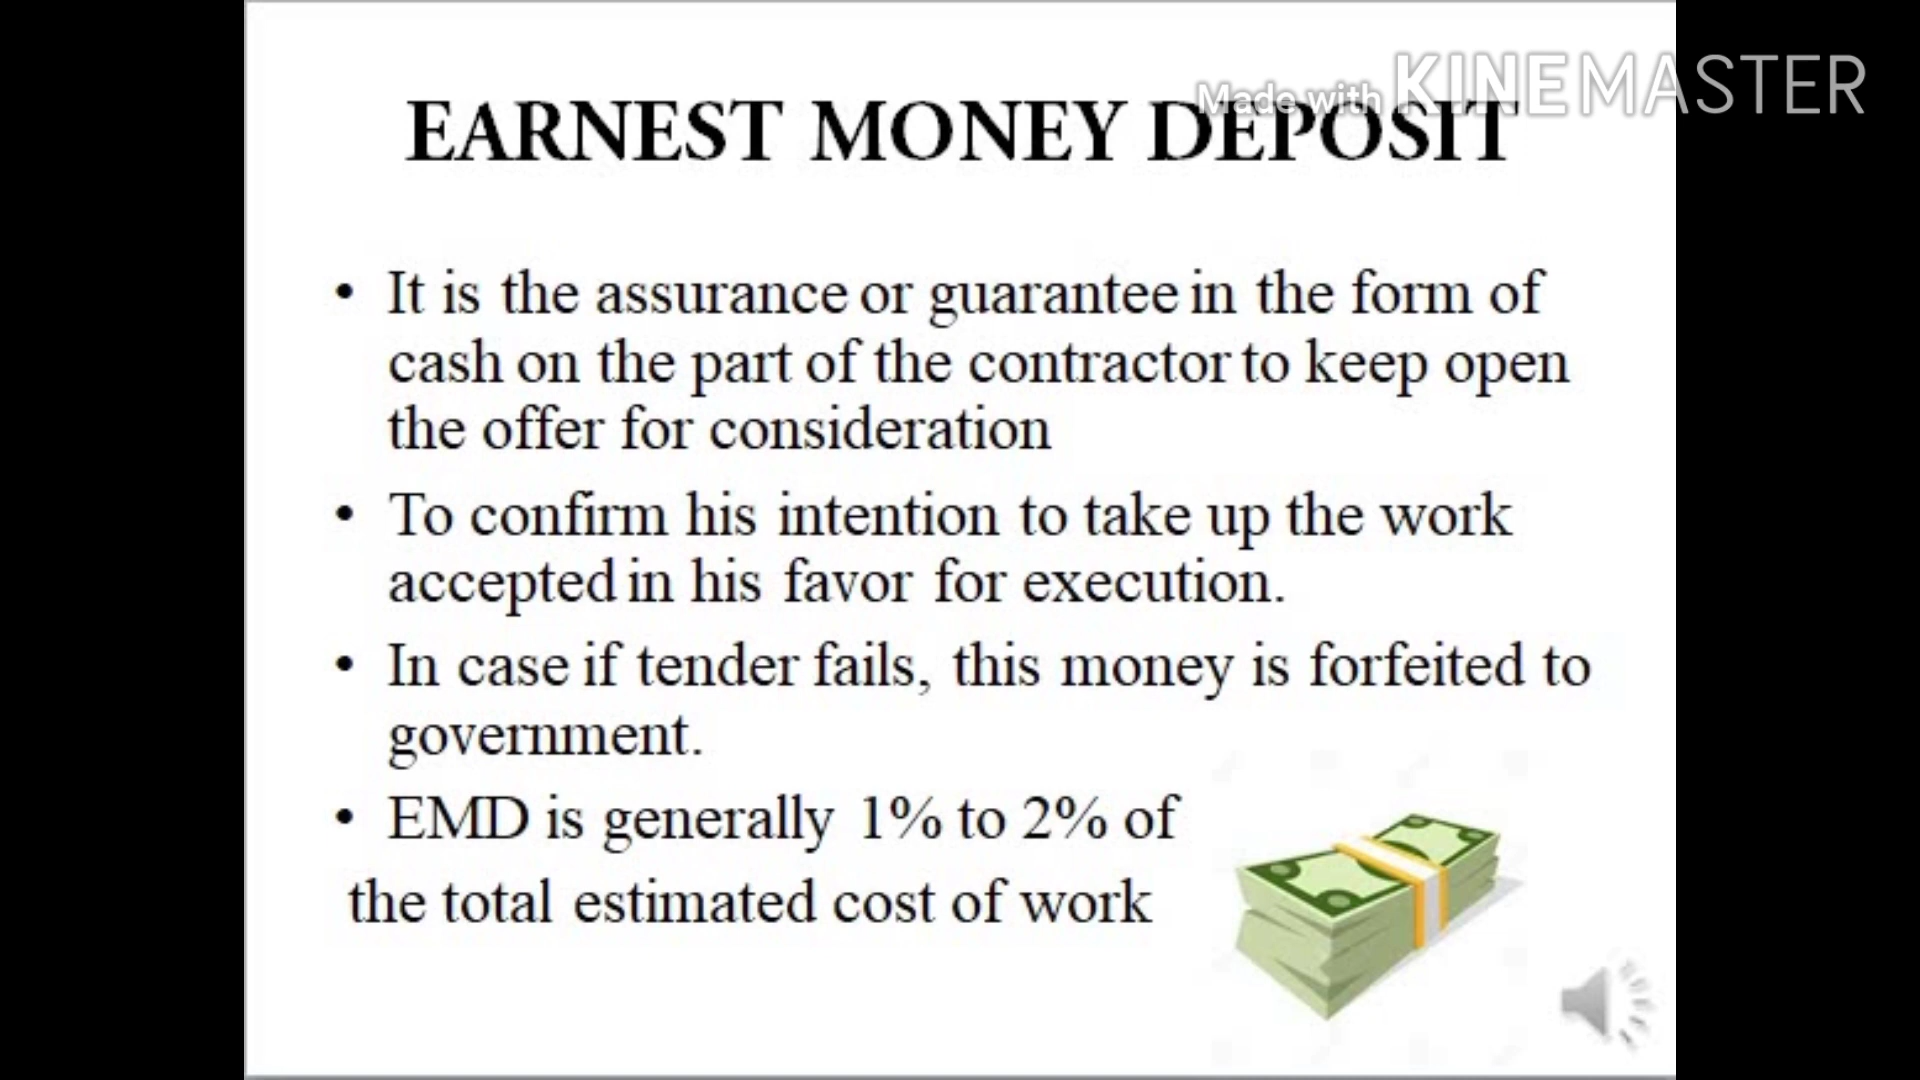 Made with KINEMASTER
EARNEST MONEY DEPOSIT
• It is the assurance or guarantee in the form of
cash on the part of the contractor to keep open
the offer for consideration
• To confirm his intention to take up the work
accepted in his favor for execution.
• In case if tender fails, this money is forfeited to
government.
• EMD is generally 1% to 2% of
the total estimated cost of work